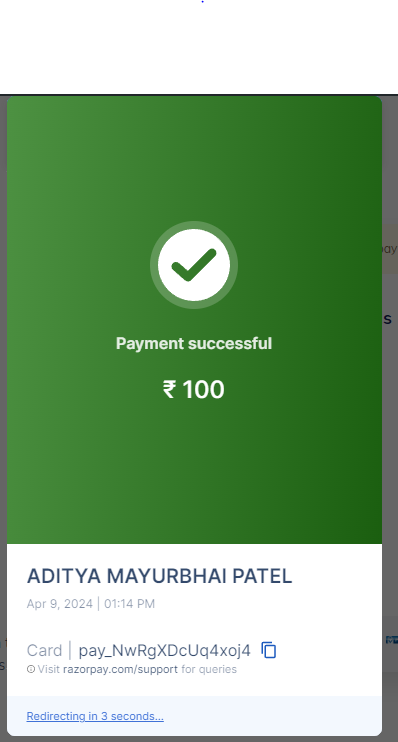 Payment successful
₹ 100
ADITYA MAYURBHAI PATEL
Apr 9, 2024 | 01:14 PM
Card | pay_NwRgXDcUq4xoj4
Visit razorpay.com/support for queries
Redirecting in 3 seconds...